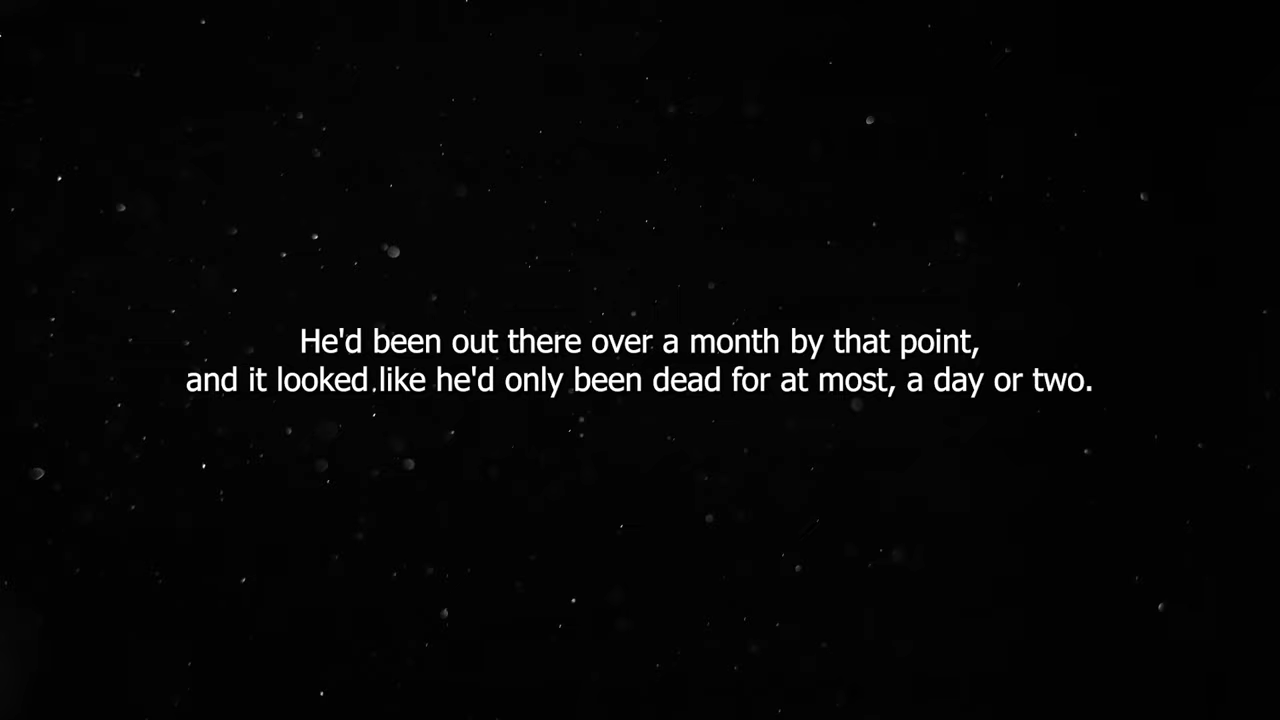 He'd been out there over a month by that point,
and it looked like he'd only been dead for at most, a day or two.